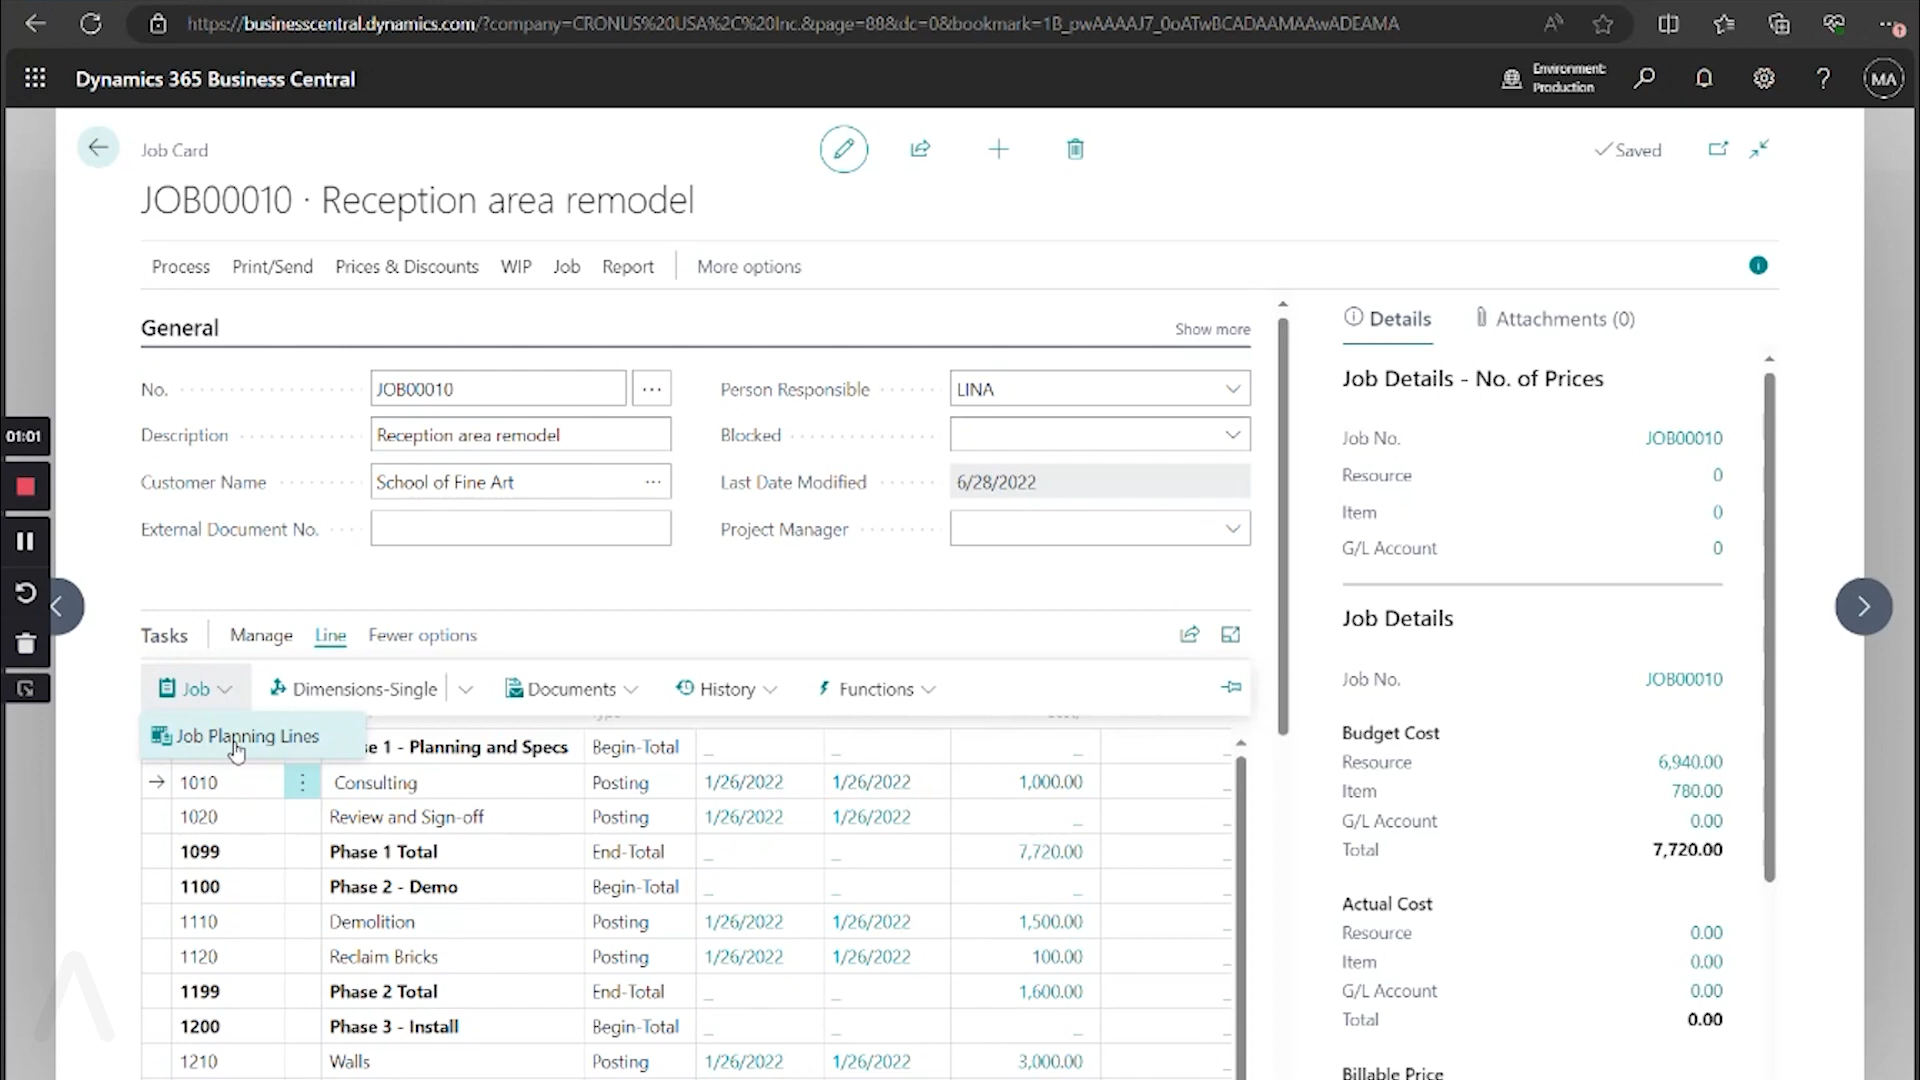 https://businesscentral.dynamics.com/?company=CRONUS%20USA%2C%20Inc.&page=88&dc=0&bookmark=1B_pwAAAAJ7_0oATwBCADAAMAAwADEAMA
Dynamics 365 Business Central
Environment:
Production
MA
Job Card
Saved
JOB00010 · Reception area remodel
Process Print/Send Prices & Discounts WIP Job Report More options
General Show more
No. JOB00010 Person Responsible LINA
Description Reception area remodel Blocked
Customer Name School of Fine Art Last Date Modified 6/28/2022
External Document No. Project Manager
01:01
Tasks Manage Line Fewer options
Job Dimensions-Single Documents History Functions
Job Planning Lines
se 1 - Planning and Specs Begin-Total _ _ _
1010 Consulting Posting 1/26/2022 1/26/2022 1,000.00 _
1020 Review and Sign-off Posting 1/26/2022 1/26/2022 _ _
1099 Phase 1 Total End-Total _ _ 7,720.00 _
1100 Phase 2 - Demo Begin-Total _ _ _ _
1110 Demolition Posting 1/26/2022 1/26/2022 1,500.00 _
1120 Reclaim Bricks Posting 1/26/2022 1/26/2022 100.00 _
1199 Phase 2 Total End-Total _ _ 1,600.00 _
1200 Phase 3 - Install Begin-Total _ _ _ _
1210 Walls Posting 1/26/2022 1/26/2022 3,000.00 _
Details Attachments (0)
Job Details - No. of Prices
Job No. JOB00010
Resource 0
Item 0
G/L Account 0
Job Details
Job No. JOB00010
Budget Cost
Resource 6,940.00
Item 780.00
G/L Account 0.00
Total 7,720.00
Actual Cost
Resource 0.00
Item 0.00
G/L Account 0.00
Total 0.00
Billable Price